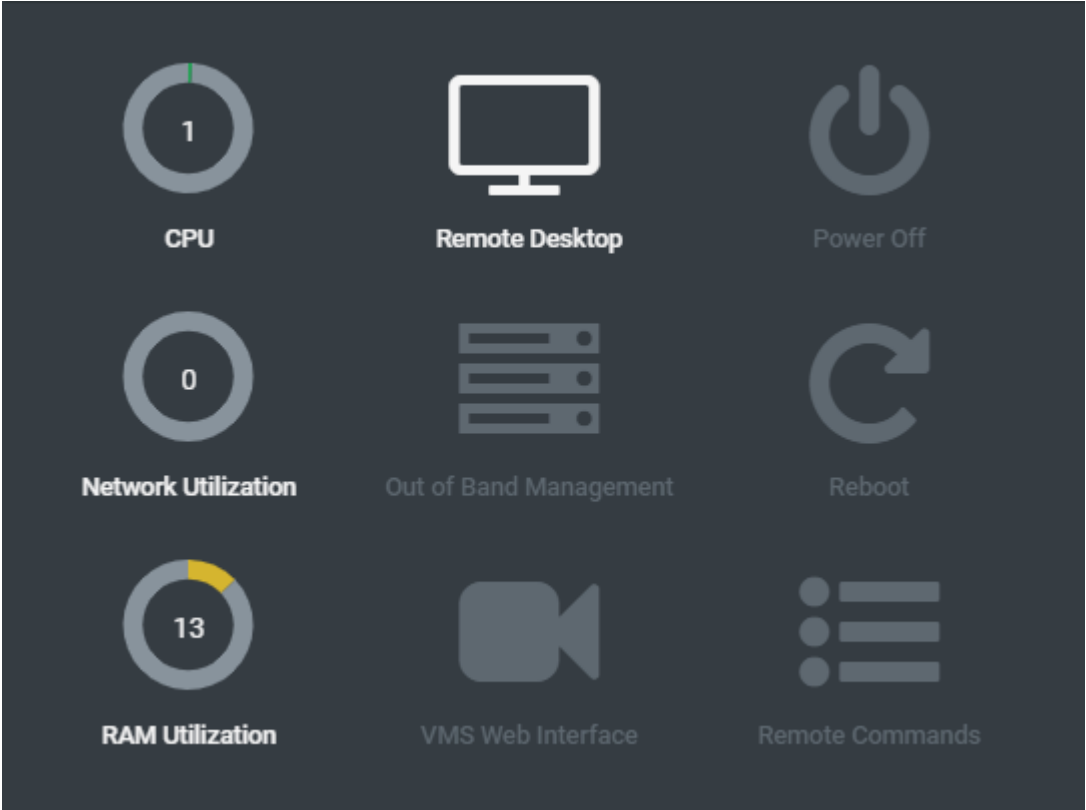 1
CPU
Remote Desktop
Power Off
0
Network Utilization
Out of Band Management
Reboot
13
RAM Utilization
VMS Web Interface
Remote Commands